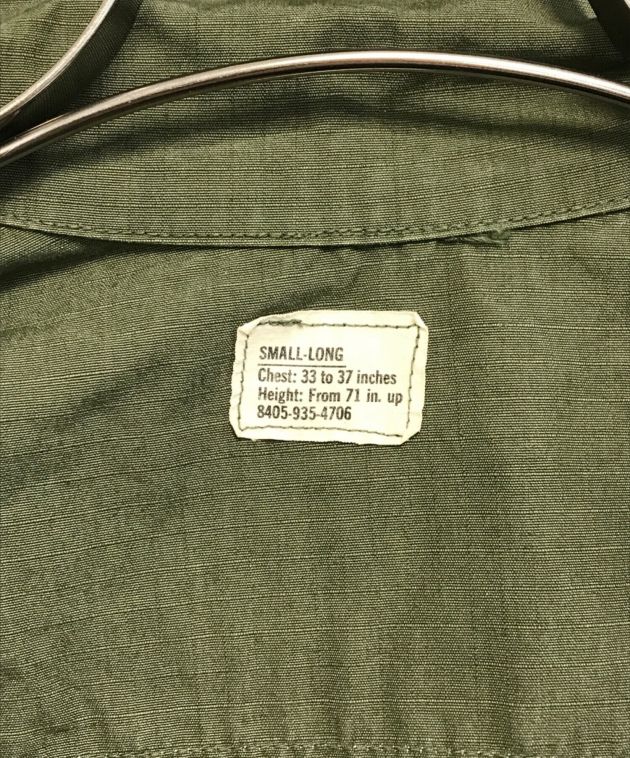 SMALL-LONG
Chest: 33 to 37 inches
Height: From 71 in. up
8405-935-4706